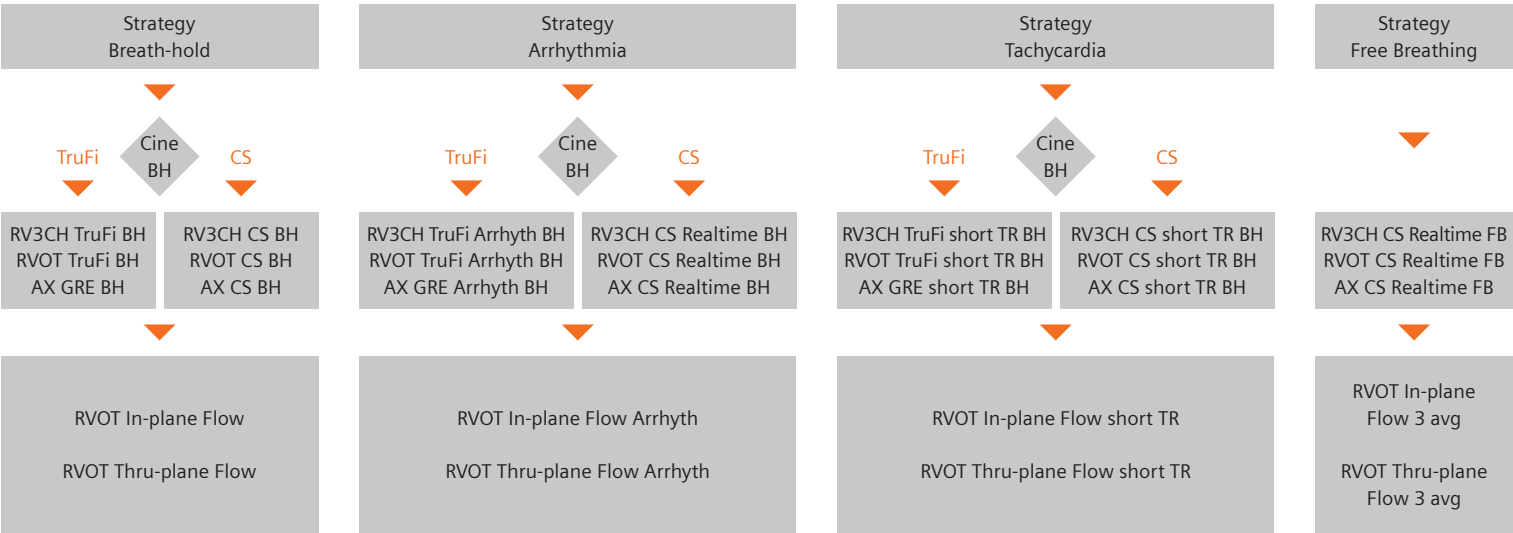 Strategy
Breath-hold
TruFi
Cine
BH
CS
RV3CH TruFi BH
RVOT TruFi BH
AX GRE BH
RV3CH CS BH
RVOT CS BH
AX CS BH
RVOT In-plane Flow
RVOT Thru-plane Flow
Strategy
Arrhythmia
TruFi
Cine
BH
CS
RV3CH TruFi Arrhyth BH
RVOT TruFi Arrhyth BH
AX GRE Arrhyth BH
RV3CH CS Realtime BH
RVOT CS Realtime BH
AX CS Realtime BH
RVOT In-plane Flow Arrhyth
RVOT Thru-plane Flow Arrhyth
Strategy
Tachycardia
TruFi
Cine
BH
CS
RV3CH TruFi short TR BH
RVOT TruFi short TR BH
AX GRE short TR BH
RV3CH CS short TR BH
RVOT CS short TR BH
AX CS short TR BH
RVOT In-plane Flow short TR
RVOT Thru-plane Flow short TR
Strategy
Free Breathing
RV3CH CS Realtime FB
RVOT CS Realtime FB
AX CS Realtime FB
RVOT In-plane
Flow 3 avg
RVOT Thru-plane
Flow 3 avg